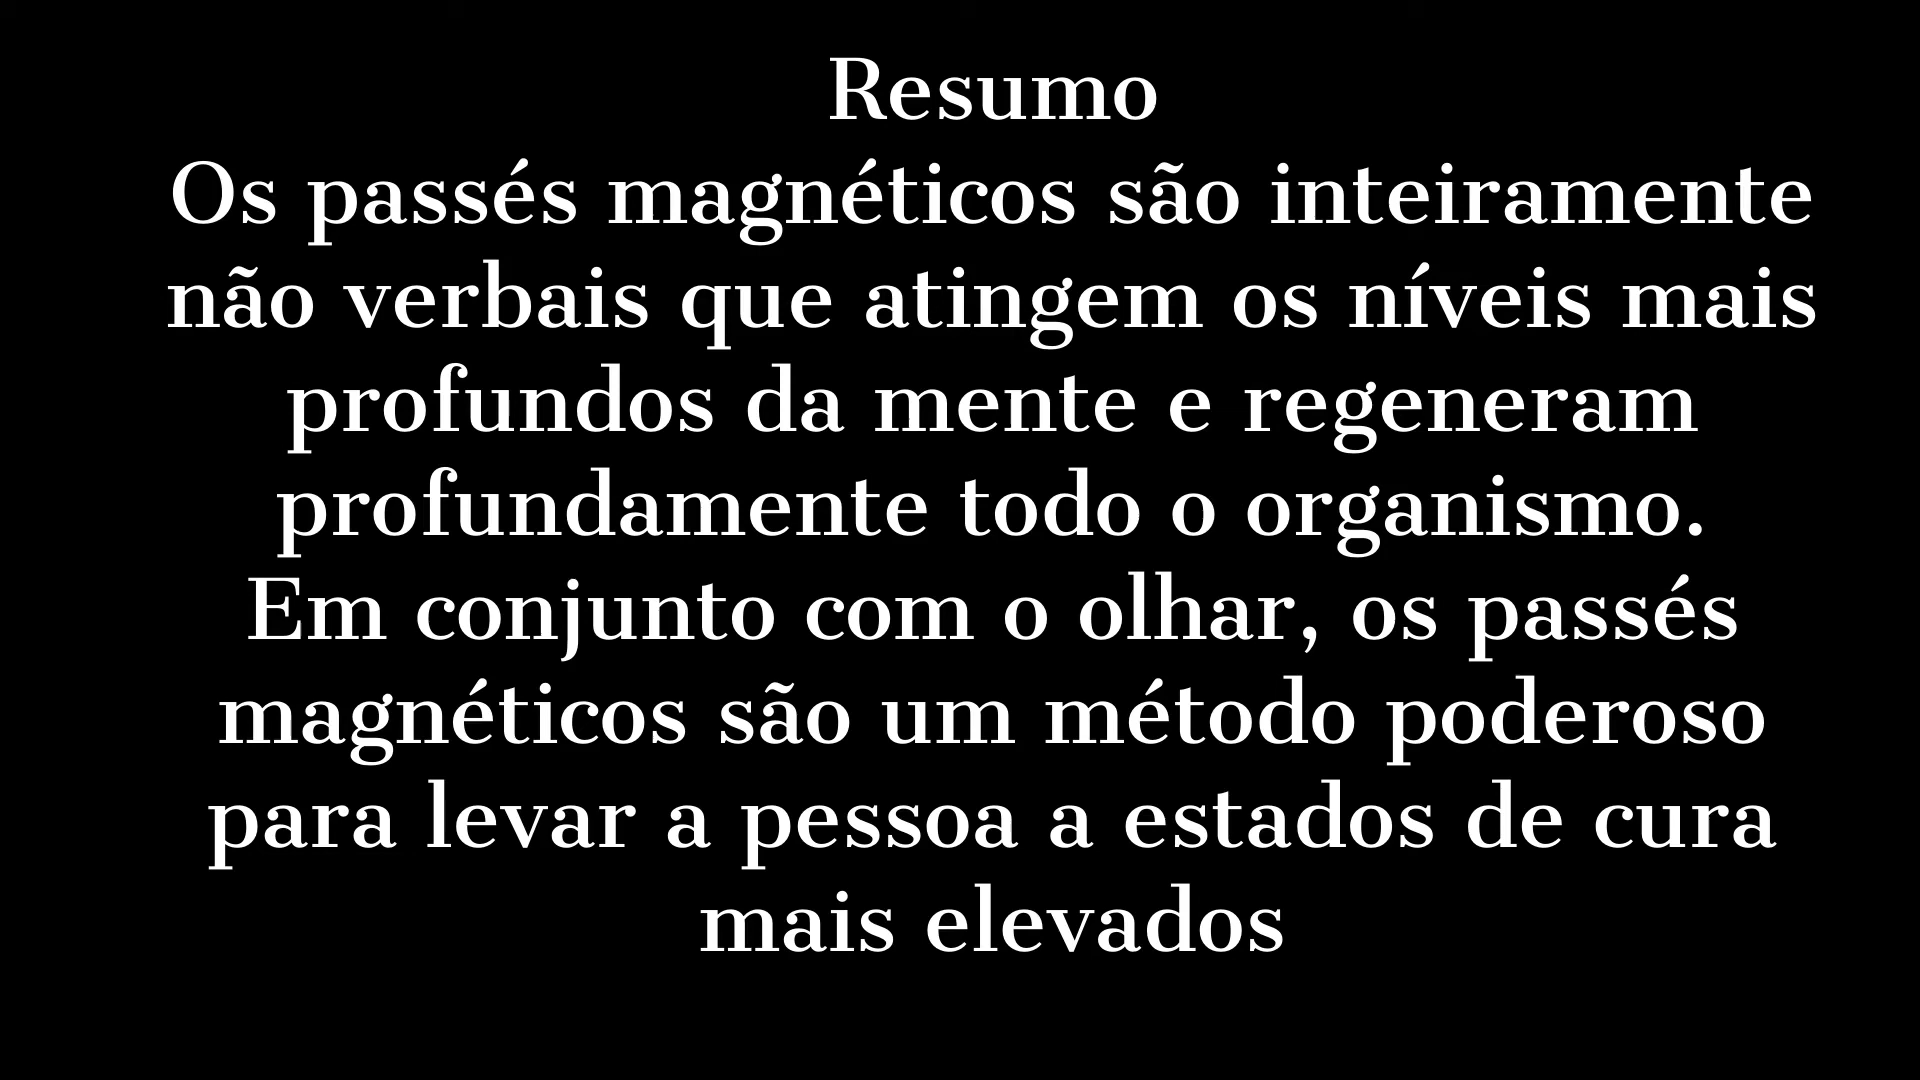 Resumo
Os passés magnéticos são inteiramente
não verbais que atingem os níveis mais
profundos da mente e regeneram
profundamente todo o organismo.
Em conjunto com o olhar, os passés
magnéticos são um método poderoso
para levar a pessoa a estados de cura
mais elevados